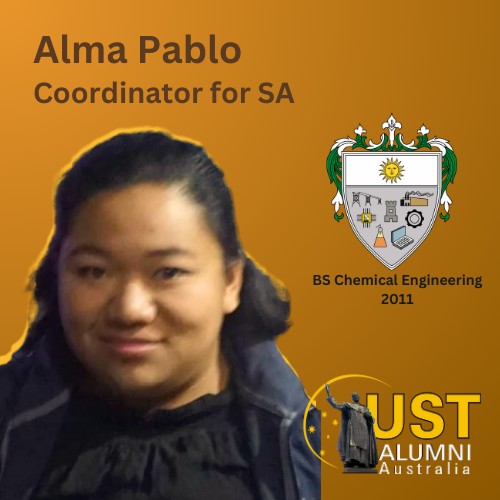 Alma Pablo
Coordinator for SA
BS Chemical Engineering
2011
UST
ALUMNI
Australia